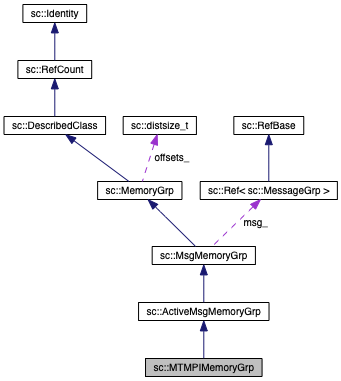 sc::Identity
sc::RefCount
sc::DescribedClass
sc::distsize_t
sc::RefBase
offsets_
sc::MemoryGrp
sc::Ref< sc::MessageGrp >
msg_
sc::MsgMemoryGrp
sc::ActiveMsgMemoryGrp
sc::MTMPIMemoryGrp